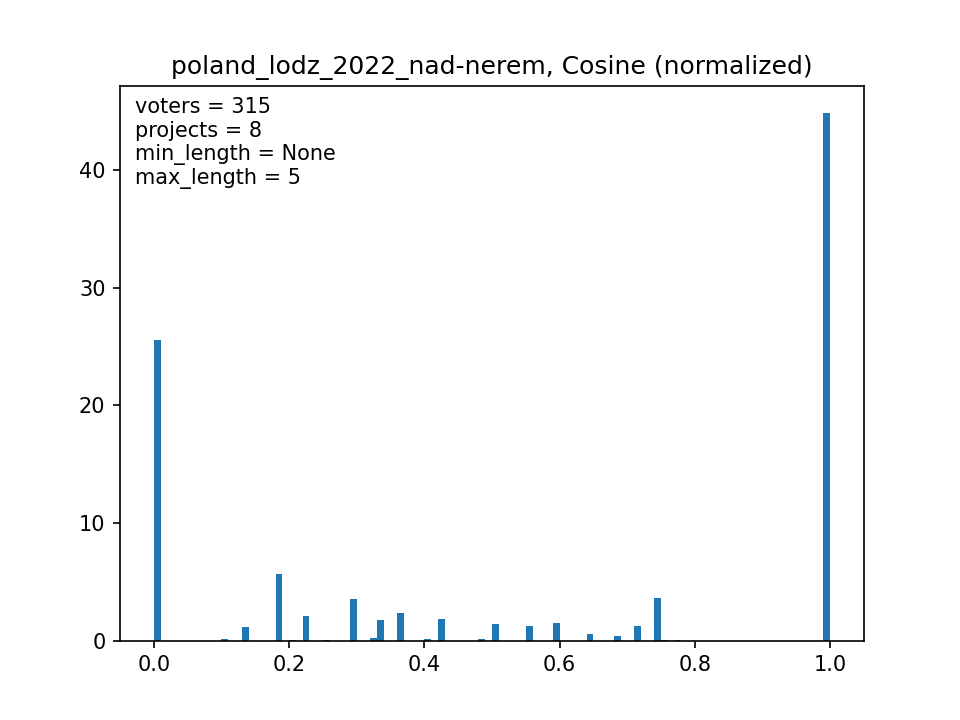 poland_lodz_2022_nad-nerem, Cosine (normalized)
voters = 315
projects = 8
min_length = None
max_length = 5
40
30
20
10
0
0.0 0.2 0.4 0.6 0.8 1.0